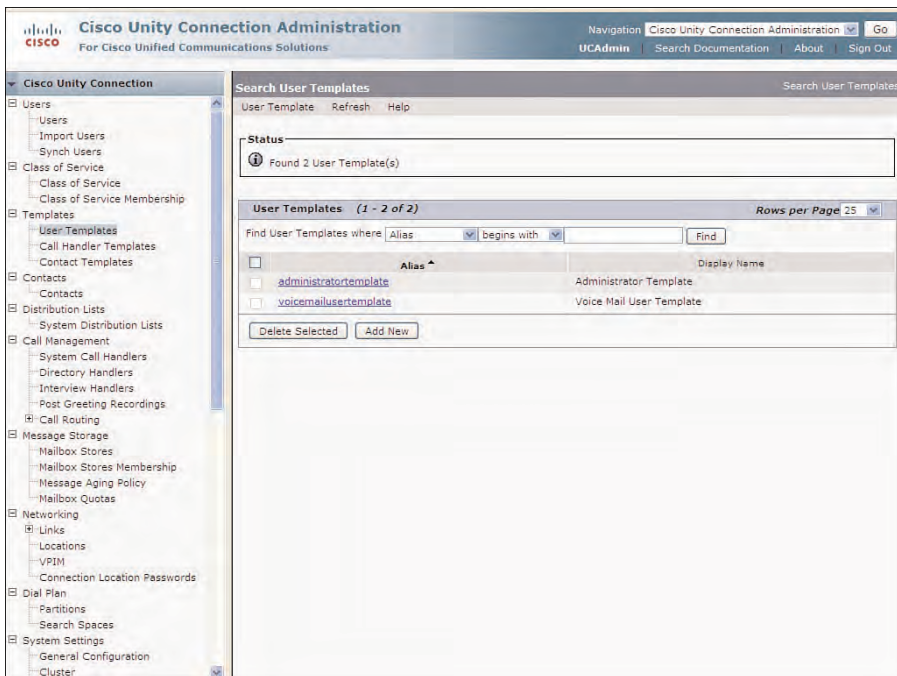 Cisco Unity Connection Administration
For Cisco Unified Communications Solutions
CISCO
Navigation Cisco Unity Connection Administration Go
UCAdmin | Search Documentation | About | Sign Out
Cisco Unity Connection
Users
Users
Import Users
Synch Users
Class of Service
Class of Service
Class of Service Membership
Templates
User Templates
Call Handler Templates
Contact Templates
Contacts
Contacts
Distribution Lists
System Distribution Lists
Call Management
System Call Handlers
Directory Handlers
Interview Handlers
Post Greeting Recordings
Call Routing
Message Storage
Mailbox Stores
Mailbox Stores Membership
Message Aging Policy
Mailbox Quotas
Networking
Links
Locations
VPIM
Connection Location Passwords
Dial Plan
Partitions
Search Spaces
System Settings
General Configuration
Cluster
Search User Templates Search User Templates
User Template Refresh Help
Status
Found 2 User Template(s)
User Templates (1 - 2 of 2) Rows per Page 25
Find User Templates where Alias begins with Find
Alias Display Name
administratortemplate Administrator Template
voicemailusertemplate Voice Mail User Template
Delete Selected Add New